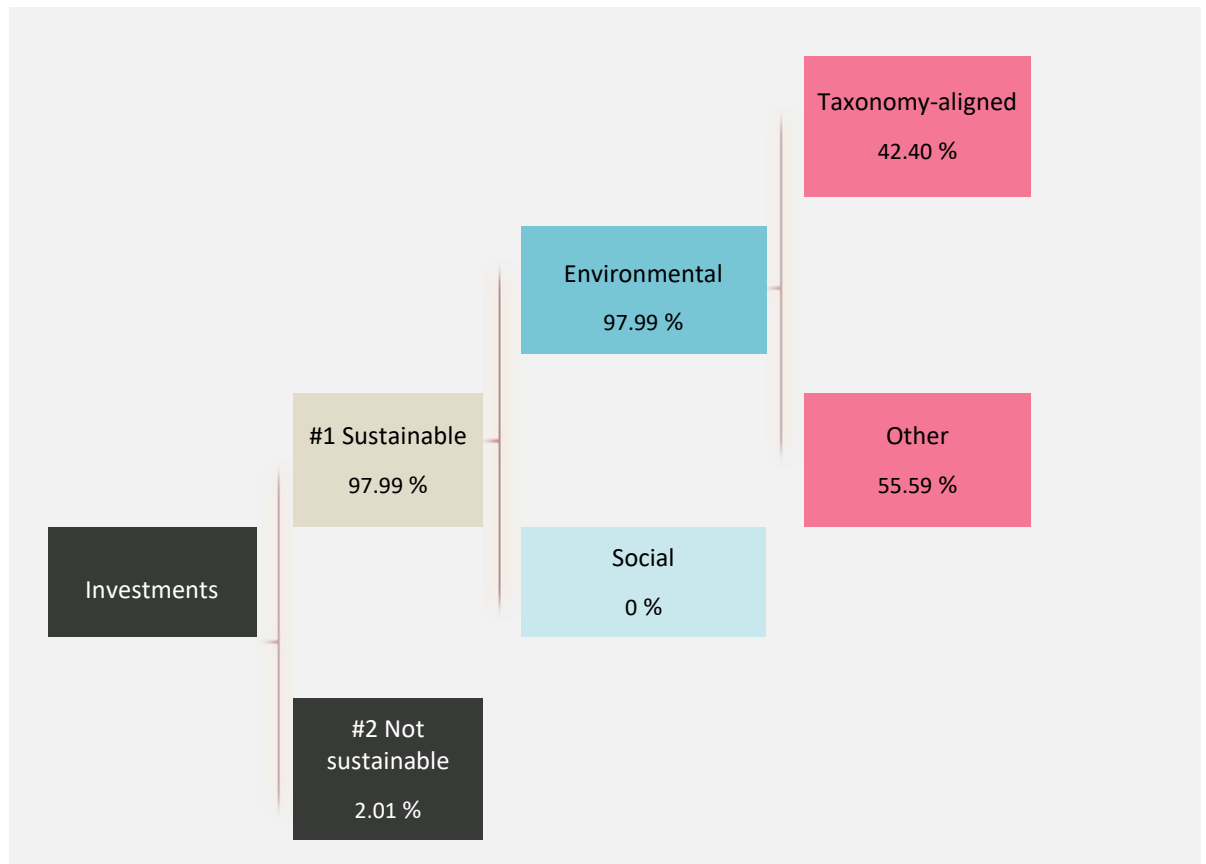 Taxonomy-aligned
42.40 %
Environmental
97.99 %
#1 Sustainable
97.99 %
Other
55.59 %
Investments
Social
0 %
#2 Not
sustainable
2.01 %